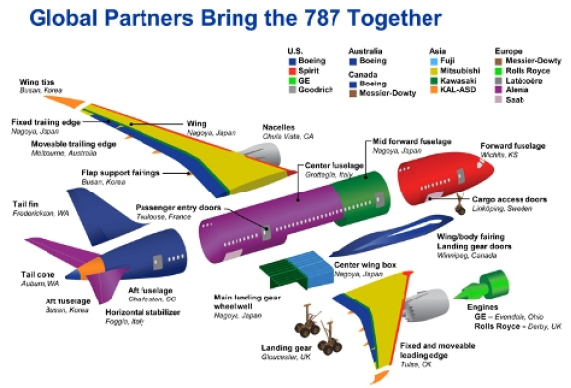 Global Partners Bring the 787 Together
U.S.
Boeing
Spirit
GE
Goodrich
Australia
Boeing
Canada
Boeing
Messier-Dowty
Asia
Fuji
Mitsubishi
Kawasaki
KAL-ASD
Europe
Messier-Dowty
Rolls Royce
Latécoère
Alenia
Saab
Wing tips
Busan, Korea
Fixed trailing edge
Nagoya, Japan
Moveable trailing edge
Melbourne, Australia
Wing
Nagoya, Japan
Nacelles
Chula Vista, CA
Flap support fairings
Busan, Korea
Center fuselage
Grottaglie, Italy
Mid forward fuselage
Nagoya, Japan
Forward fuselage
Wichita, KS
Tail fin
Frederickson, WA
Passenger entry doors
Toulouse, France
Cargo access doors
Linköping, Sweden
Wing/body fairing
Landing gear doors
Winnipeg, Canada
Tail cone
Auburn, WA
Aft fuselage
Busan, Korea
Aft fuselage
Charleston, SC
Horizontal stabilizer
Foggia, Italy
Main landing gear
wheelwell
Nagoya, Japan
Center wing box
Nagoya, Japan
Landing gear
Gloucester, UK
Fixed and moveable
leading edge
Tulsa, OK
Engines
GE – Evendale, Ohio
Rolls Royce – Derby, UK